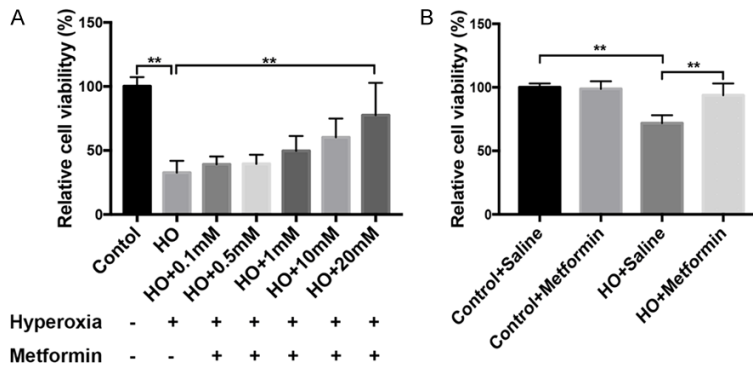 A
Relative cell viabilityy (%)
150
100
50
0
**
**
Contol
HO
HO+0.1mM
HO+0.5mM
HO+1mM
HO+10mM
HO+20mM
Hyperoxia - + + + + + +
Metformin - - + + + + +
B
Relative cell viabilityy (%)
150
100
50
0
**
**
Control+Saline
Control+Metformin
HO+Saline
HO+Metformin